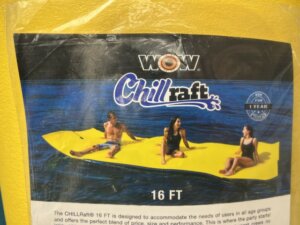 WOW
Chillraft
1 YEAR
16 FT
The CHILLRaft® 16 FT is designed to accommodate the needs of users in all age groups
and offers the perfect blend of price, size and performance. This is where the party starts!